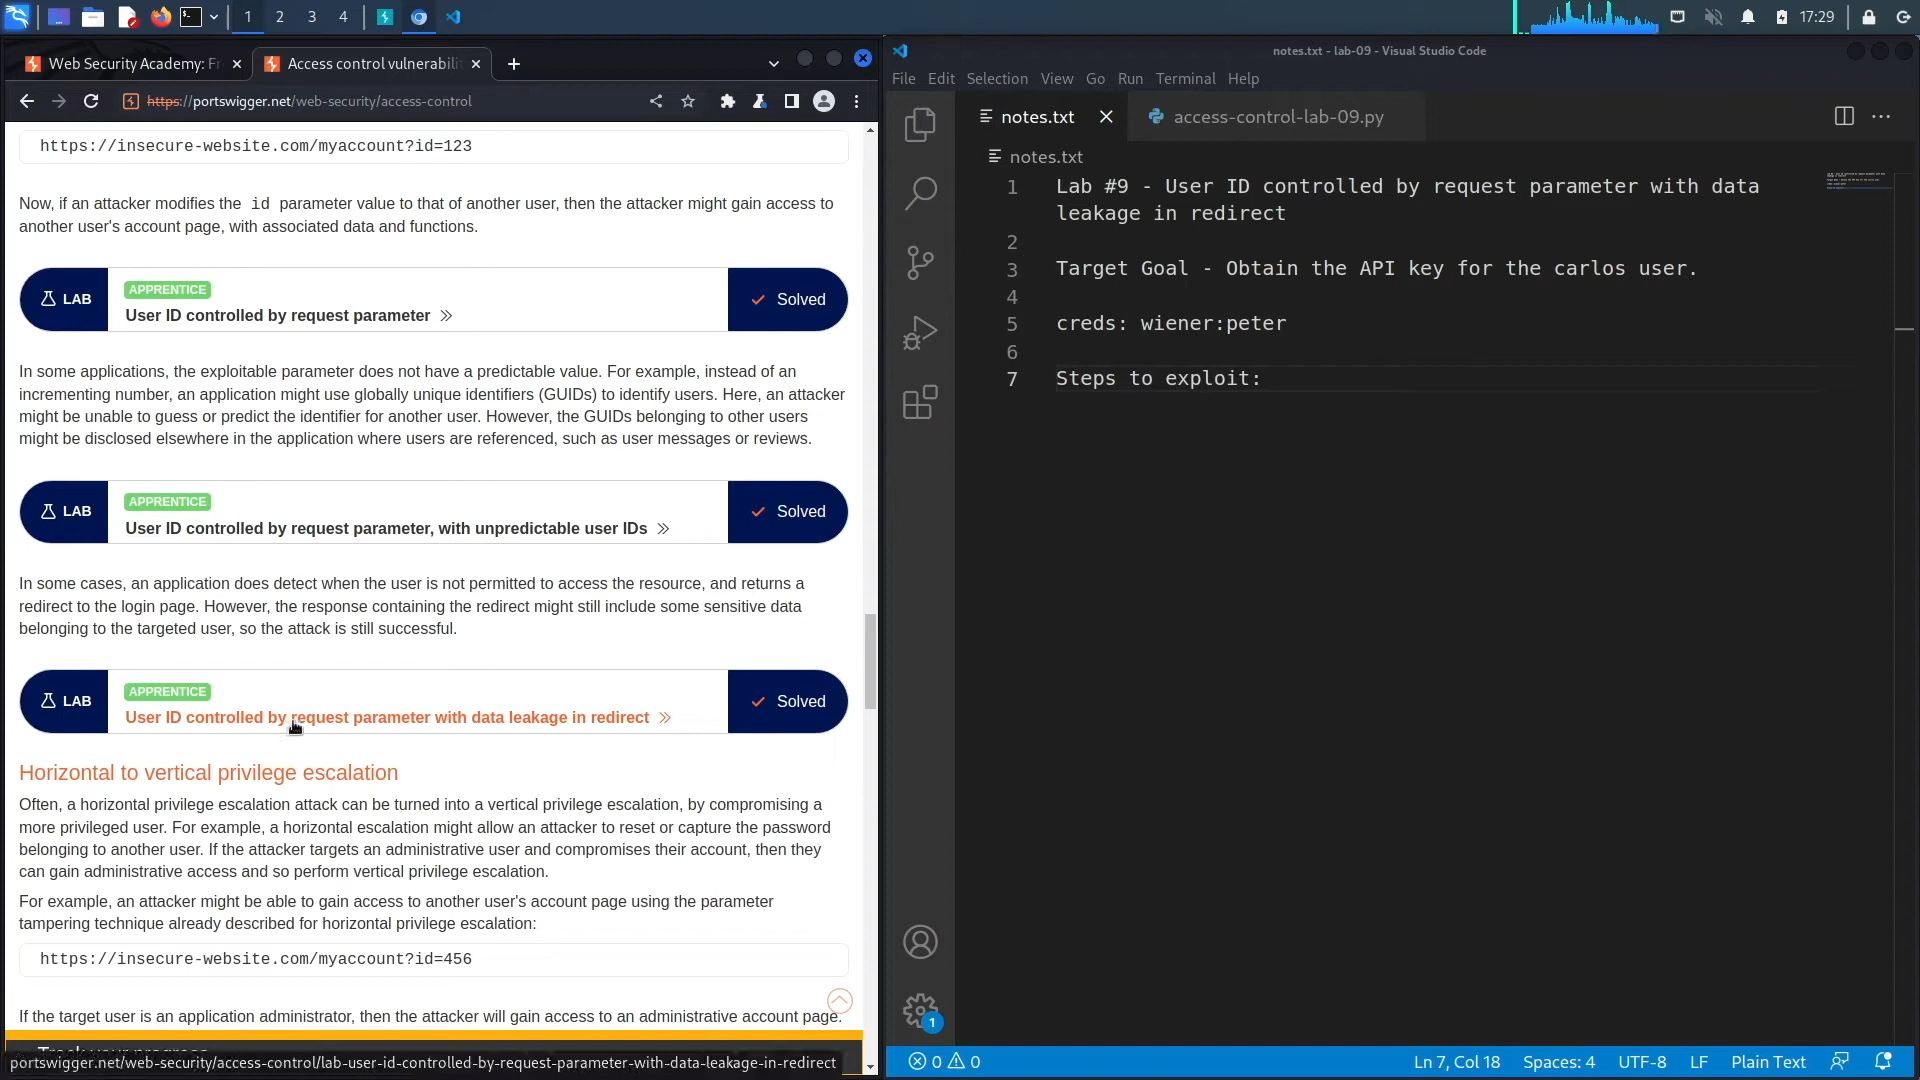 1
2
3
4
17:29
Web Security Academy: Fr
Access control vulnerabilit
https://portswigger.net/web-security/access-control
https://insecure-website.com/myaccount?id=123
Now, if an attacker modifies the id parameter value to that of another user, then the attacker might gain access to
another user's account page, with associated data and functions.
LAB
APPRENTICE
User ID controlled by request parameter
Solved
In some applications, the exploitable parameter does not have a predictable value. For example, instead of an
incrementing number, an application might use globally unique identifiers (GUIDs) to identify users. Here, an attacker
might be unable to guess or predict the identifier for another user. However, the GUIDs belonging to other users
might be disclosed elsewhere in the application where users are referenced, such as user messages or reviews.
LAB
APPRENTICE
User ID controlled by request parameter, with unpredictable user IDs
Solved
In some cases, an application does detect when the user is not permitted to access the resource, and returns a
redirect to the login page. However, the response containing the redirect might still include some sensitive data
belonging to the targeted user, so the attack is still successful.
LAB
APPRENTICE
User ID controlled by request parameter with data leakage in redirect
Solved
Horizontal to vertical privilege escalation
Often, a horizontal privilege escalation attack can be turned into a vertical privilege escalation, by compromising a
more privileged user. For example, a horizontal escalation might allow an attacker to reset or capture the password
belonging to another user. If the attacker targets an administrative user and compromises their account, then they
can gain administrative access and so perform vertical privilege escalation.
For example, an attacker might be able to gain access to another user's account page using the parameter
tampering technique already described for horizontal privilege escalation:
https://insecure-website.com/myaccount?id=456
If the target user is an application administrator, then the attacker will gain access to an administrative account page.
portswigger.net/web-security/access-control/lab-user-id-controlled-by-request-parameter-with-data-leakage-in-redirect
notes.txt - lab-09 - Visual Studio Code
File Edit Selection View Go Run Terminal Help
notes.txt
access-control-lab-09.py
notes.txt
1 Lab #9 - User ID controlled by request parameter with data
leakage in redirect
2
3 Target Goal - Obtain the API key for the carlos user.
4
5 creds: wiener:peter
6
7 Steps to exploit:
1
0 0
Ln 7, Col 18 Spaces: 4 UTF-8 LF Plain Text